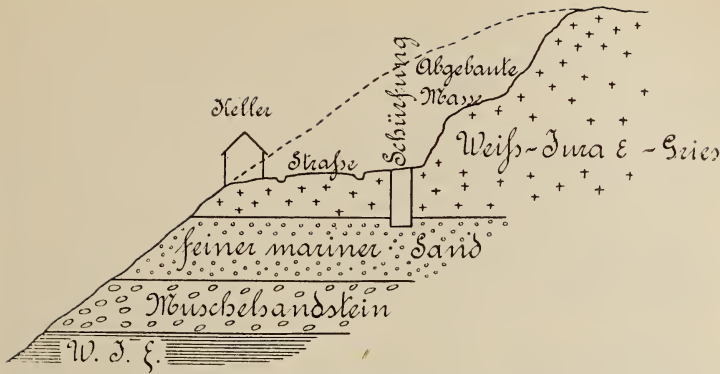 Keller
Straße
Schürfung
Abgebaute
Masse
Weiß-Jura ε - Gries
feiner mariner Sand
Muschelsandstein
W. J. ξ.